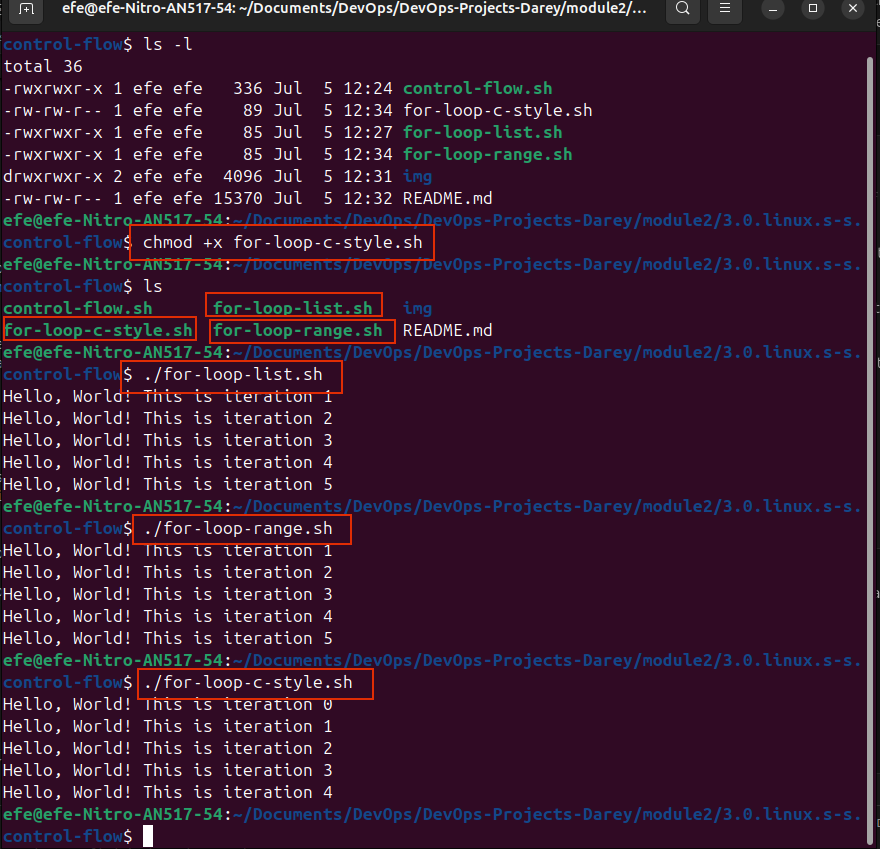 efe@efe-Nitro-AN517-54: ~/Documents/DevOps/DevOps-Projects-Darey/module2/...
control-flow$ ls -l
total 36
-rwxrwxr-x 1 efe efe   336 Jul  5 12:24 control-flow.sh
-rw-rw-r-- 1 efe efe    89 Jul  5 12:34 for-loop-c-style.sh
-rwxrwxr-x 1 efe efe    85 Jul  5 12:27 for-loop-list.sh
-rwxrwxr-x 1 efe efe    85 Jul  5 12:34 for-loop-range.sh
drwxrwxr-x 2 efe efe  4096 Jul  5 12:31 img
-rw-rw-r-- 1 efe efe 15370 Jul  5 12:32 README.md
efe@efe-Nitro-AN517-54:~/Documents/DevOps/DevOps-Projects-Darey/module2/3.0.linux.s-s.
control-flow$ chmod +x for-loop-c-style.sh
efe@efe-Nitro-AN517-54:~/Documents/DevOps/DevOps-Projects-Darey/module2/3.0.linux.s-s.
control-flow$ ls
control-flow.sh      for-loop-list.sh   img
for-loop-c-style.sh  for-loop-range.sh  README.md
efe@efe-Nitro-AN517-54:~/Documents/DevOps/DevOps-Projects-Darey/module2/3.0.linux.s-s.
control-flow$ ./for-loop-list.sh
Hello, World! This is iteration 1
Hello, World! This is iteration 2
Hello, World! This is iteration 3
Hello, World! This is iteration 4
Hello, World! This is iteration 5
efe@efe-Nitro-AN517-54:~/Documents/DevOps/DevOps-Projects-Darey/module2/3.0.linux.s-s.
control-flow$ ./for-loop-range.sh
Hello, World! This is iteration 1
Hello, World! This is iteration 2
Hello, World! This is iteration 3
Hello, World! This is iteration 4
Hello, World! This is iteration 5
efe@efe-Nitro-AN517-54:~/Documents/DevOps/DevOps-Projects-Darey/module2/3.0.linux.s-s.
control-flow$ ./for-loop-c-style.sh
Hello, World! This is iteration 0
Hello, World! This is iteration 1
Hello, World! This is iteration 2
Hello, World! This is iteration 3
Hello, World! This is iteration 4
efe@efe-Nitro-AN517-54:~/Documents/DevOps/DevOps-Projects-Darey/module2/3.0.linux.s-s.
control-flow$